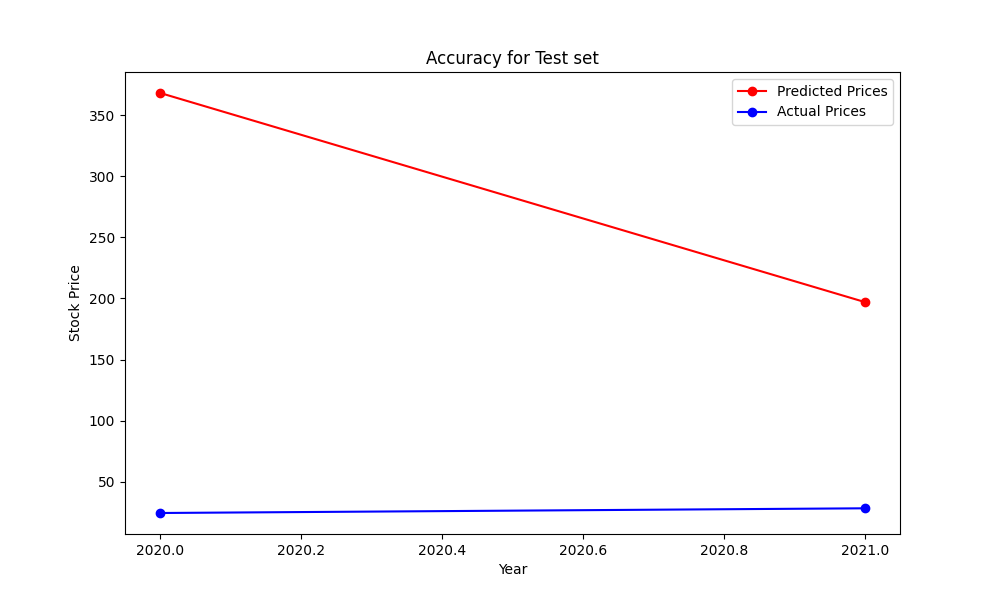 Accuracy for Test set
Predicted Prices
Actual Prices
Stock Price
350
300
250
200
150
100
50
2020.0
2020.2
2020.4
2020.6
2020.8
2021.0
Year